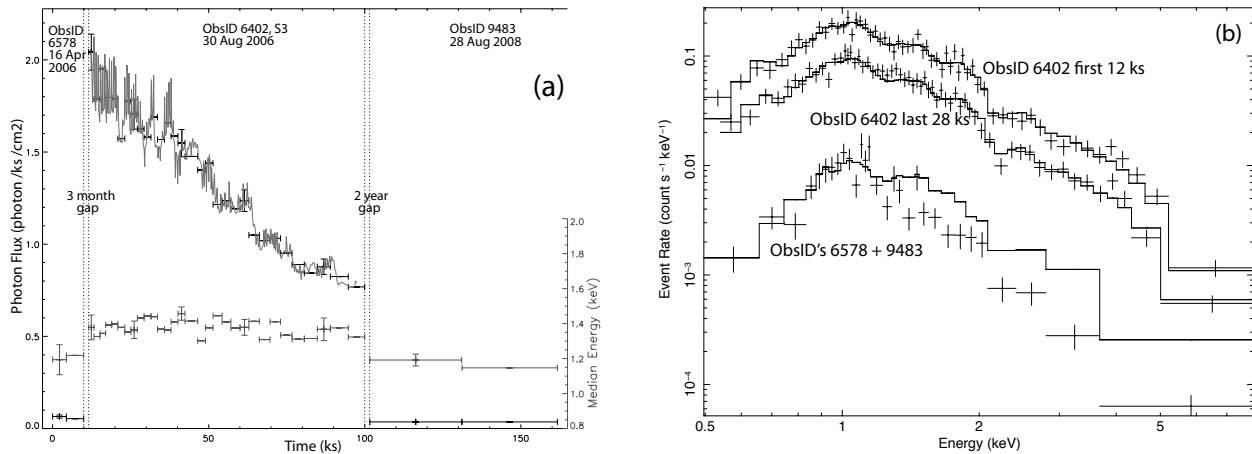 ObsID
6578
16 Apr
2006
ObsID 6402, S3
30 Aug 2006
ObsID 9483
28 Aug 2008
(a)
3 month
gap
2 year
gap
Photon Flux (photon /ks /cm2)
2.0
1.5
1.0
0.5
0.0
0
50
100
150
Time (ks)
2.0
1.8
1.6
1.4
1.2
1.0
0.8
Median Energy (keV)
(b)
ObsID 6402 first 12 ks
ObsID 6402 last 28 ks
ObsID's 6578 + 9483
Event Rate (count s⁻¹ keV⁻¹)
0.1
0.01
10⁻³
10⁻⁴
0.5
1
2
5
Energy (keV)